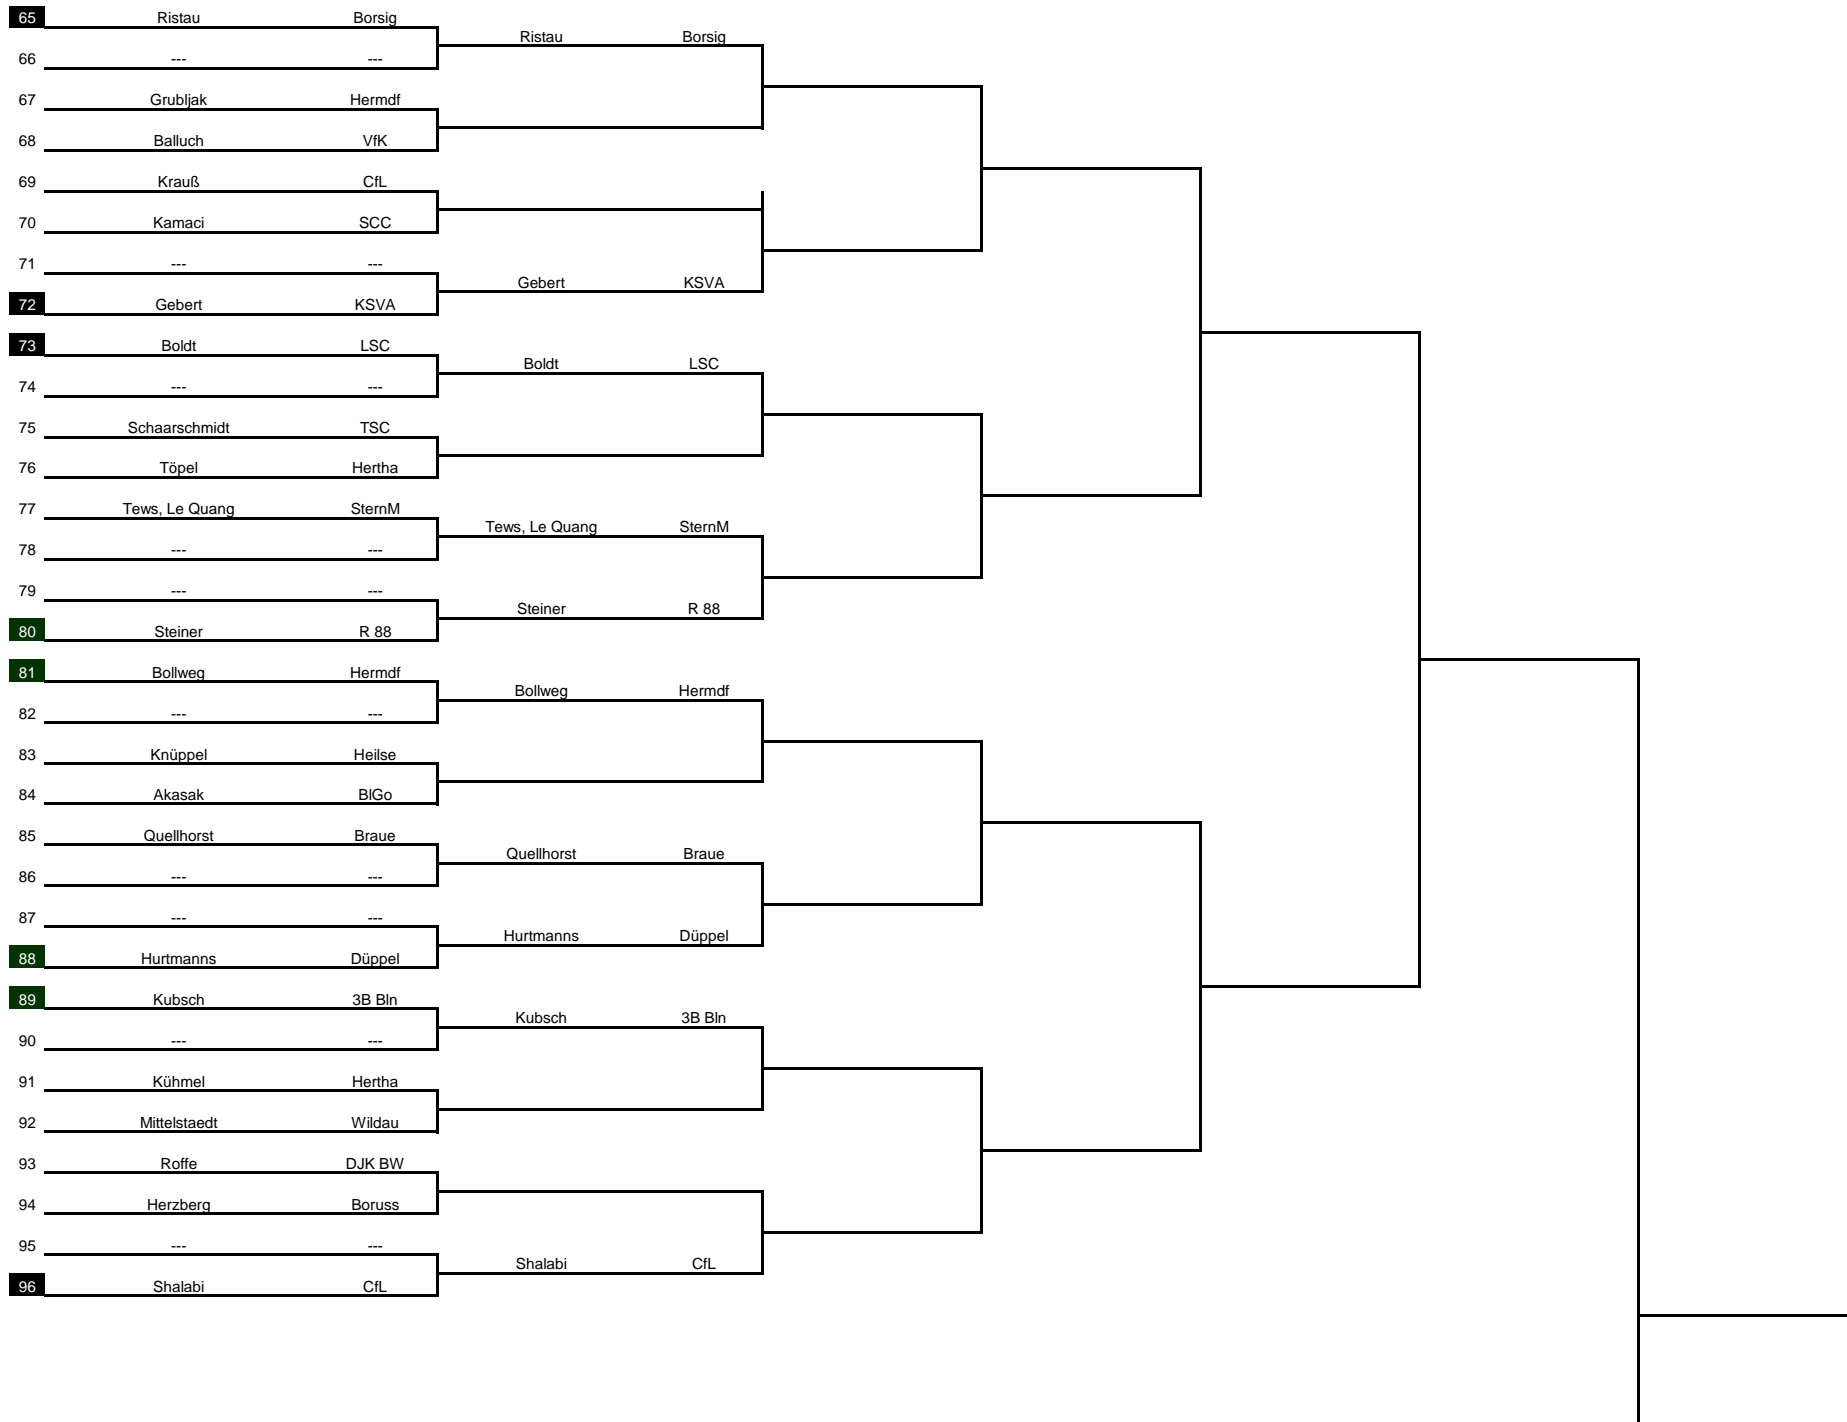 65 Ristau Borsig
Ristau Borsig
66 --- ---
67 Grubljak Hermdf
68 Balluch VfK
69 Krauß CfL
70 Kamaci SCC
71 --- ---
Gebert KSVA
72 Gebert KSVA
73 Boldt LSC
Boldt LSC
74 --- ---
75 Schaarschmidt TSC
76 Töpel Hertha
77 Tews, Le Quang SternM
Tews, Le Quang SternM
78 --- ---
79 --- ---
Steiner R 88
80 Steiner R 88
81 Bollweg Hermdf
Bollweg Hermdf
82 --- ---
83 Knüppel Heilse
84 Akasak BlGo
85 Quellhorst Braue
Quellhorst Braue
86 --- ---
87 --- ---
Hurtmanns Düppel
88 Hurtmanns Düppel
89 Kubsch 3B Bln
Kubsch 3B Bln
90 --- ---
91 Kühmel Hertha
92 Mittelstaedt Wildau
93 Roffe DJK BW
94 Herzberg Boruss
95 --- ---
Shalabi CfL
96 Shalabi CfL